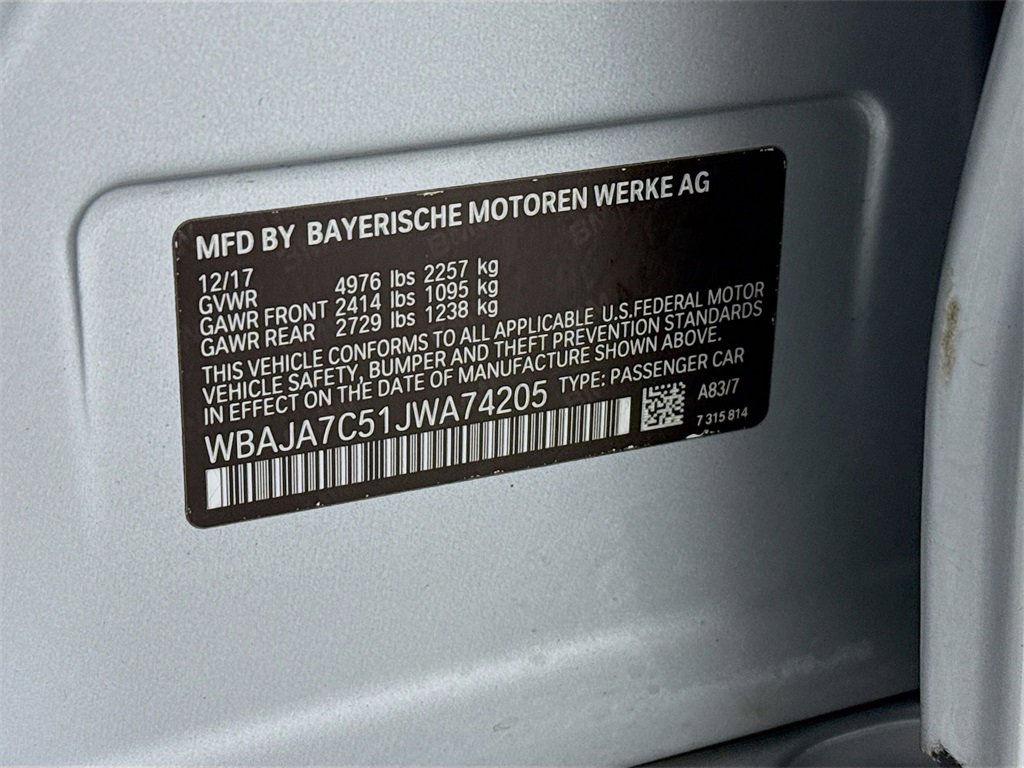 MFD BY BAYERISCHE MOTOREN WERKE AG
12/17
GVWR 4976 lbs 2257 kg
GAWR FRONT 2414 lbs 1095 kg
GAWR REAR 2729 lbs 1238 kg
THIS VEHICLE CONFORMS TO ALL APPLICABLE U.S.FEDERAL MOTOR
VEHICLE SAFETY, BUMPER AND THEFT PREVENTION STANDARDS
IN EFFECT ON THE DATE OF MANUFACTURE SHOWN ABOVE.
WBAJA7C51JWA74205 TYPE: PASSENGER CAR
A83/7
7 315 814